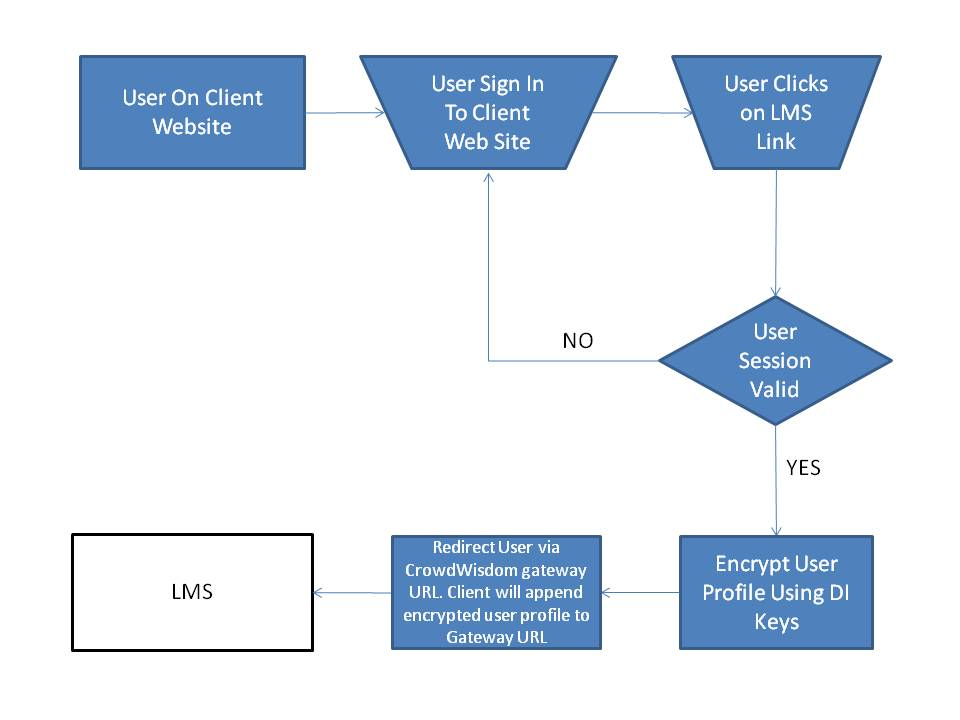 User On Client
Website
User Sign In
To Client
Web Site
User Clicks
on LMS
Link
User
Session
Valid
NO
YES
Encrypt User
Profile Using DI
Keys
Redirect User via
CrowdWisdom gateway
URL. Client will append
encrypted user profile to
Gateway URL
LMS